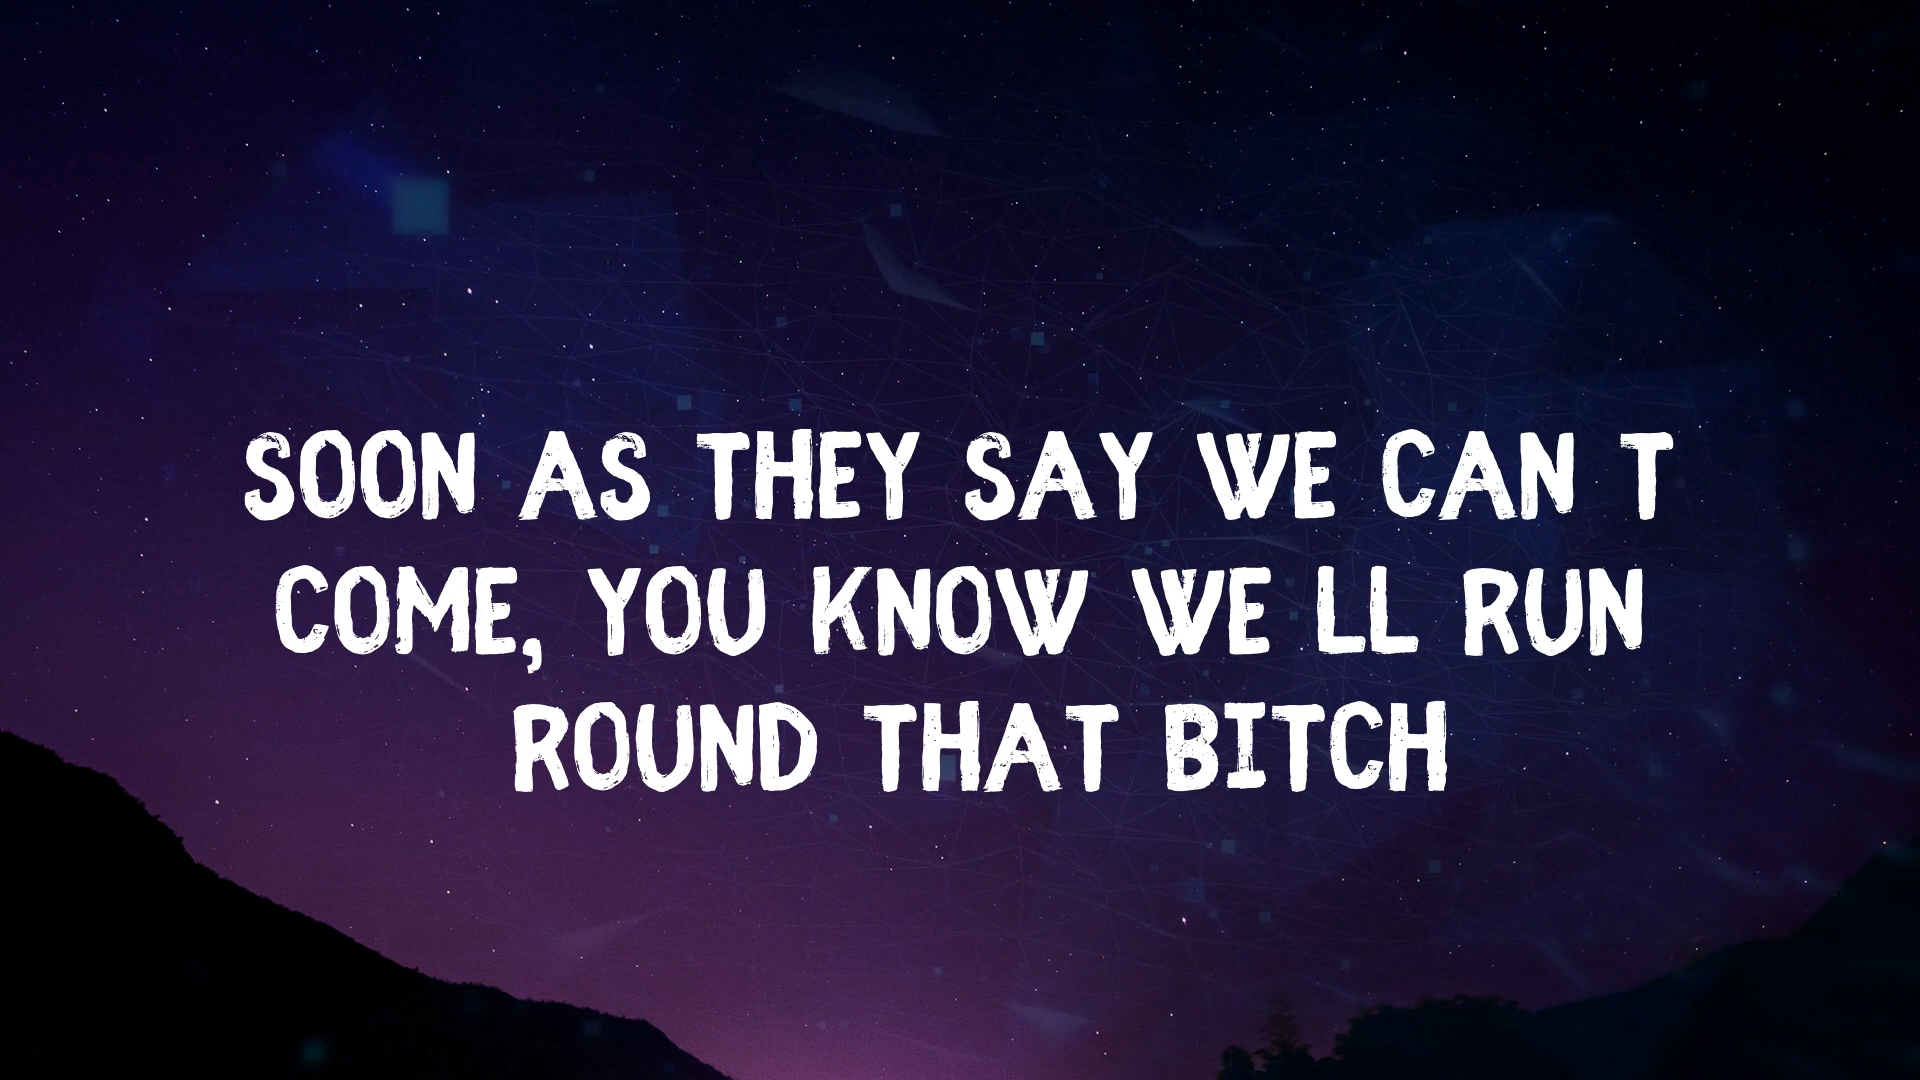 SOON AS THEY SAY WE CAN T
COME, YOU KNOW WE LL RUN
ROUND THAT BITCH